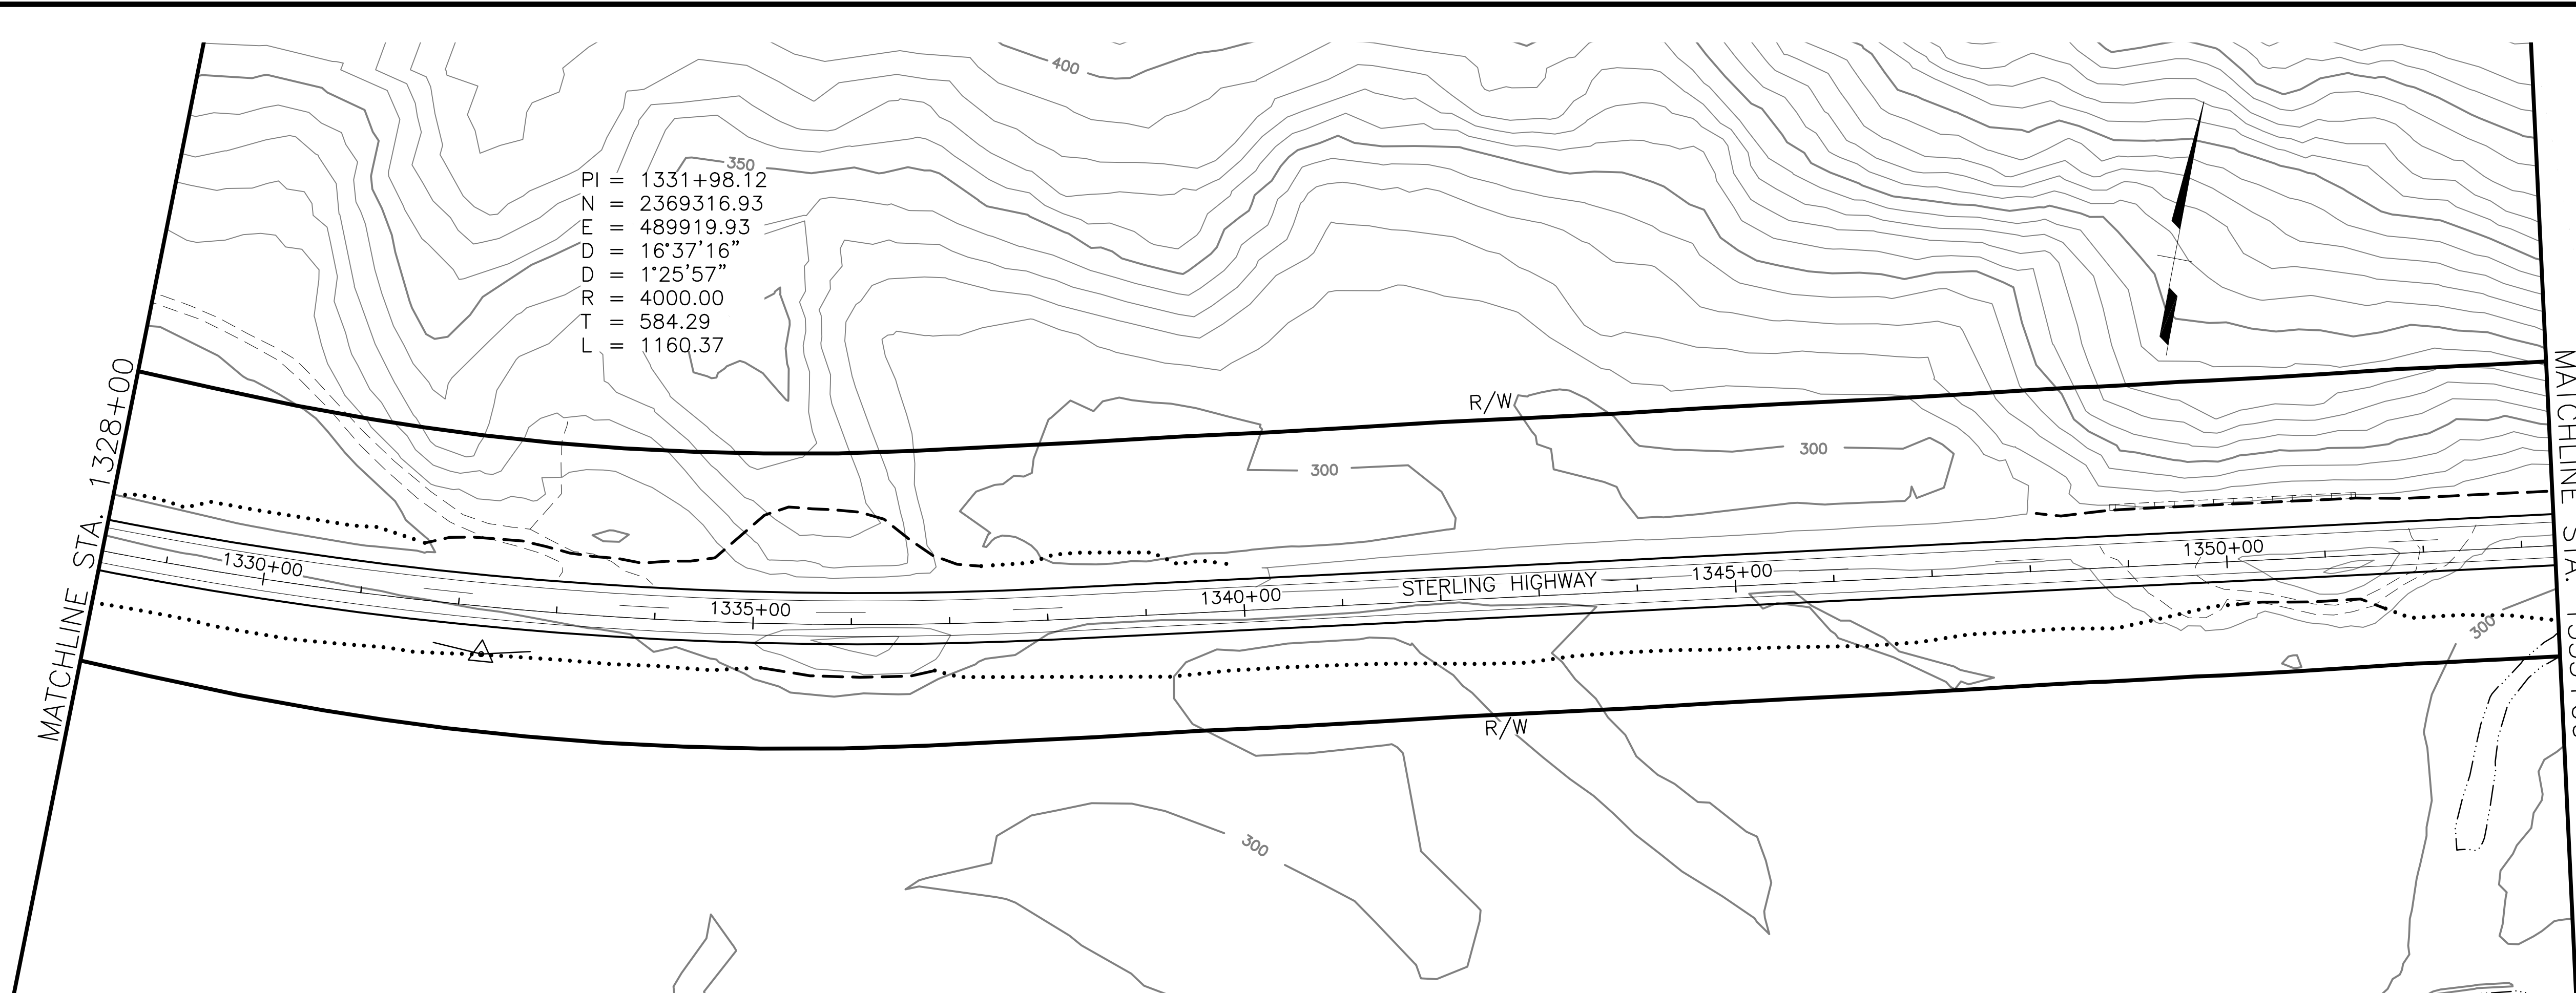 400
350
PI = 1331+98.12
N = 2369316.93
E = 489919.93
D = 16°37'16"
D = 1°25'57"
R = 4000.00
T = 584.29
L = 1160.37
MATCHLINE STA. 1328+00
R/W
300
300
1330+00
1335+00
1340+00
STERLING HIGHWAY
1345+00
1350+00
R/W
300
300
MATCHLINE STA.